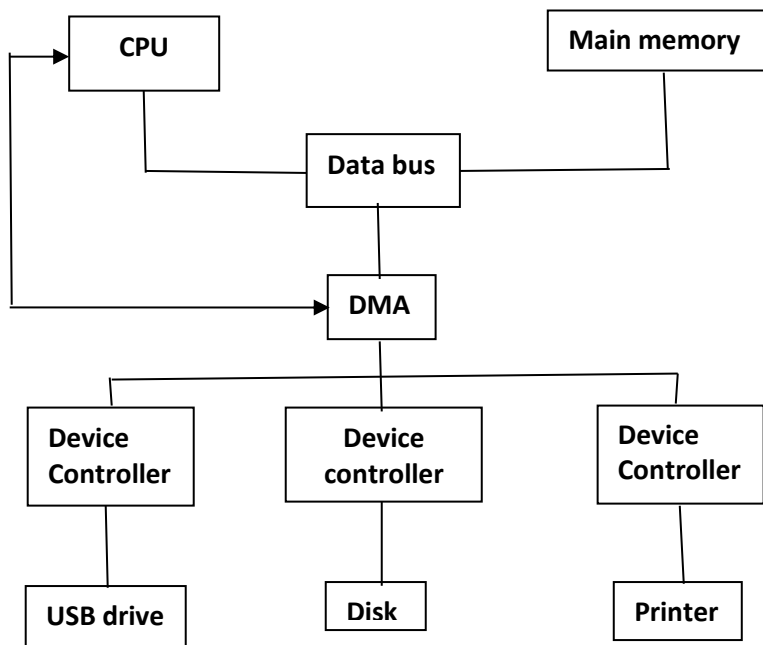 CPU
Main memory
Data bus
DMA
Device
Controller
Device
controller
Device
Controller
USB drive
Disk
Printer